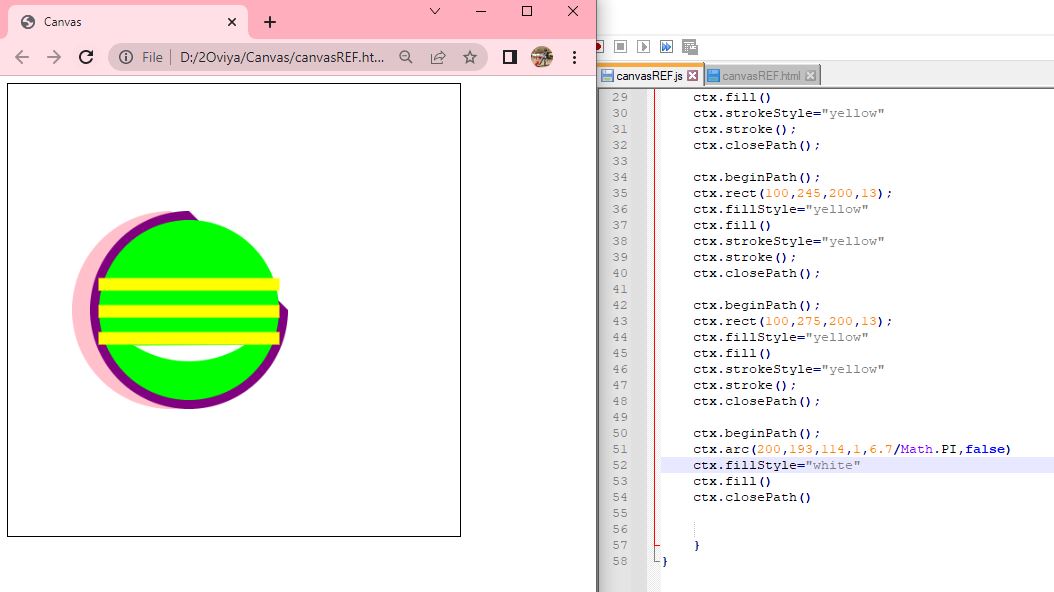 Canvas
File D:/2Oviya/Canvas/canvasREF.ht...
canvasREF.js canvasREF.html
29 ctx.fill()
30 ctx.strokeStyle="yellow"
31 ctx.stroke();
32 ctx.closePath();
33
34 ctx.beginPath();
35 ctx.rect(100,245,200,13);
36 ctx.fillStyle="yellow"
37 ctx.fill()
38 ctx.strokeStyle="yellow"
39 ctx.stroke();
40 ctx.closePath();
41
42 ctx.beginPath();
43 ctx.rect(100,275,200,13);
44 ctx.fillStyle="yellow"
45 ctx.fill()
46 ctx.strokeStyle="yellow"
47 ctx.stroke();
48 ctx.closePath();
49
50 ctx.beginPath();
51 ctx.arc(200,193,114,1,6.7/Math.PI,false)
52 ctx.fillStyle="white"
53 ctx.fill()
54 ctx.closePath()
55
56
57 }
58 }